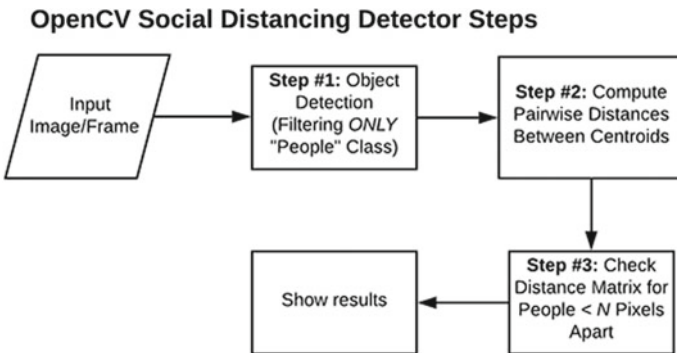 OpenCV Social Distancing Detector Steps
Input
Image/Frame
Step #1: Object
Detection
(Filtering ONLY
"People" Class)
Step #2: Compute
Pairwise Distances
Between Centroids
Step #3: Check
Distance Matrix for
People < N Pixels
Apart
Show results